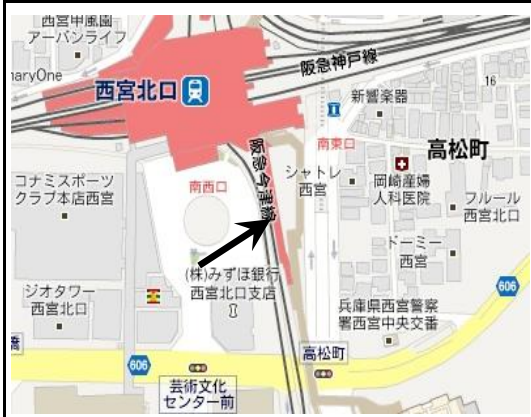 西宮甲風園
アーバンライフ
naryOne
西宮北口
阪急神戸線
16
新響楽器
南東口
高松町
阪急今津線
シャトレ
西宮
岡崎産婦
人科医院
フルール
西宮北口
コナミスポーツ
クラブ本店西宮
南西口
ドーミー
西宮
(株)みずほ銀行
西宮北口支店
ジオタワー
西宮北口
606
兵庫県西宮警察
署西宮中央交番
橋
高松町
606
芸術文化
センター前